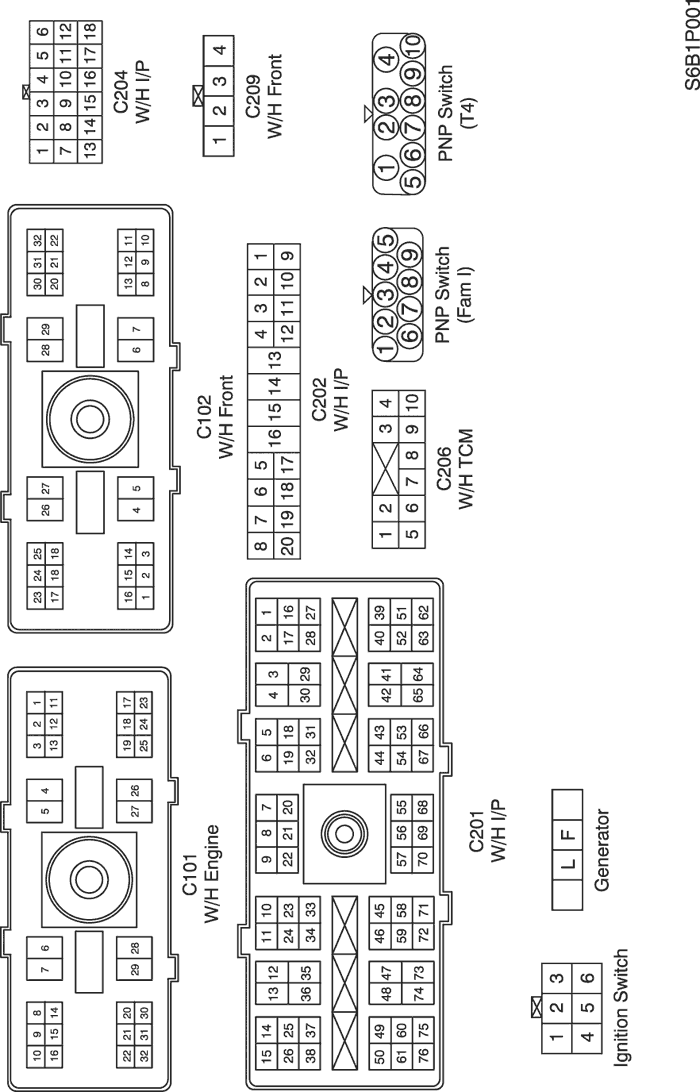 10 9 8 7 6 5 4 3 2 1
16 15 14 13 12 11
29 28 27 26
22 21 20 19 18 17
32 31 30 25 24 23
C101
W/H Engine
23 24 25 26 27 28 29 30 31 32
17 18 18 20 21 22
16 15 14 4 5 6 7 13 12 11
1 2 3 8 9 10
C102
W/H Front
1 2 3 4 5 6
7 8 9 10 11 12
13 14 15 16 17 18
C204
W/H I/P
15 14 13 12 11 10 9 8 7 6 5 4 3 2 1
26 25 24 23 22 21 20 19 18 17 16
38 37 36 35 34 33 32 31 30 29 28 27
50 49 48 47 46 45 44 43 42 41 40 39
61 60 59 58 57 56 55 54 53 52 51
76 75 74 73 72 71 70 69 68 67 66 65 64 63 62
C201
W/H I/P
8 7 6 5 16 15 14 13 4 3 2 1
20 19 18 17 12 11 10 9
C202
W/H I/P
1 2 3 4
C209
W/H Front
1 2 3 4
5 6 7 8 9 10
C206
W/H TCM
1 2 3 4 5
6 7 8 9
PNP Switch
(Fam I)
1 2 3 4
5 6 7 8 9 10
PNP Switch
(T4)
1 2 3
4 5 6
Ignition Switch
L F
Generator
S6B1P001